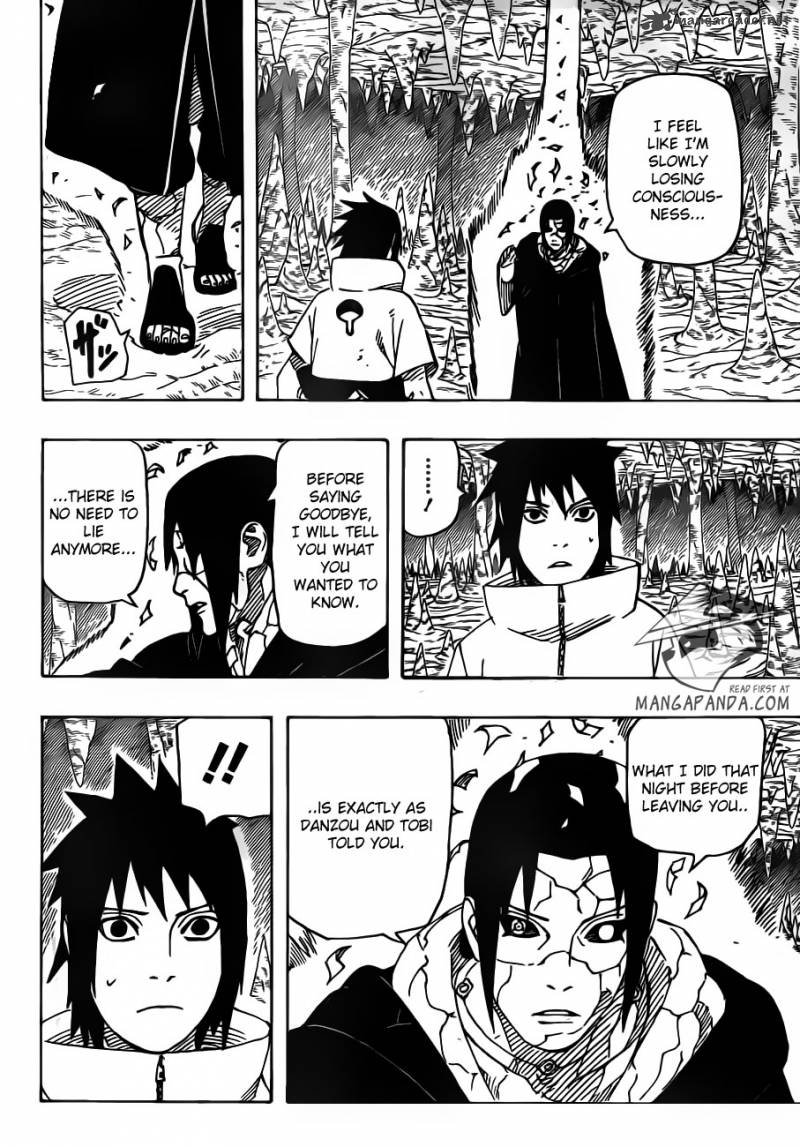 mangareader.net
I FEEL
LIKE I'M
SLOWLY
LOSING
CONSCIOUS-
NESS...
ザッ
........!
BEFORE
SAYING
GOODBYE,
I WILL TELL
YOU WHAT
YOU
WANTED TO
KNOW.
...THERE IS
NO NEED TO
LIE
ANYMORE...
READ FIRST AT
MANGAPANDA.COM
WHAT I DID THAT
NIGHT BEFORE
LEAVING YOU..
..IS EXACTLY AS
DANZOU AND TOBI
TOLD YOU.
!!